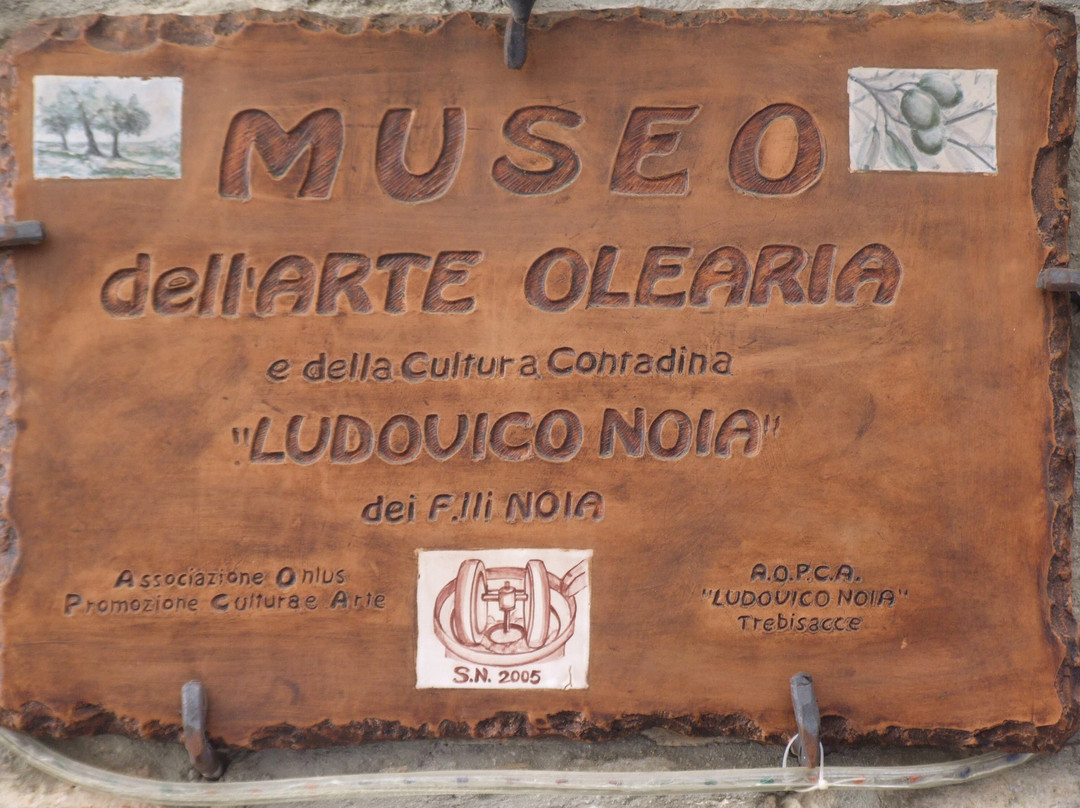 MUSEO
dell'ARTE OLEARIA
e della Cultura Contadina
"LUDOVICO NOIA"
dei F.lli NOIA
Associazione Onlus
Promozione Cultura e Arte
S.N. 2005
A.O.P.C.A.
"LUDOVICO NOIA"
Trebisacce